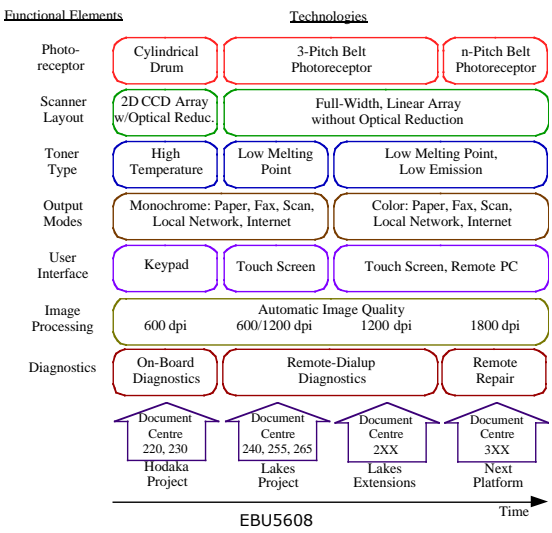 Functional Elements Technologies
Photo- Cylindrical 3-Pitch Belt n-Pitch Belt
receptor Drum Photoreceptor Photoreceptor
Scanner 2D CCD Array Full-Width, Linear Array
Layout w/Optical Reduc. without Optical Reduction
Toner High Low Melting Low Melting Point,
Type Temperature Point Low Emission
Output Monochrome: Paper, Fax, Scan, Color: Paper, Fax, Scan,
Modes Local Network, Internet Local Network, Internet
User Keypad Touch Screen Touch Screen, Remote PC
Interface
Image Automatic Image Quality
Processing 600 dpi 600/1200 dpi 1200 dpi 1800 dpi
Diagnostics On-Board Remote-Dialup Remote
Diagnostics Diagnostics Repair
Document Document Document Document
Centre Centre Centre Centre
220, 230 240, 255, 265 2XX 3XX
Hodaka Lakes Lakes Next
Project Project Extensions Platform
Time
EBU5608